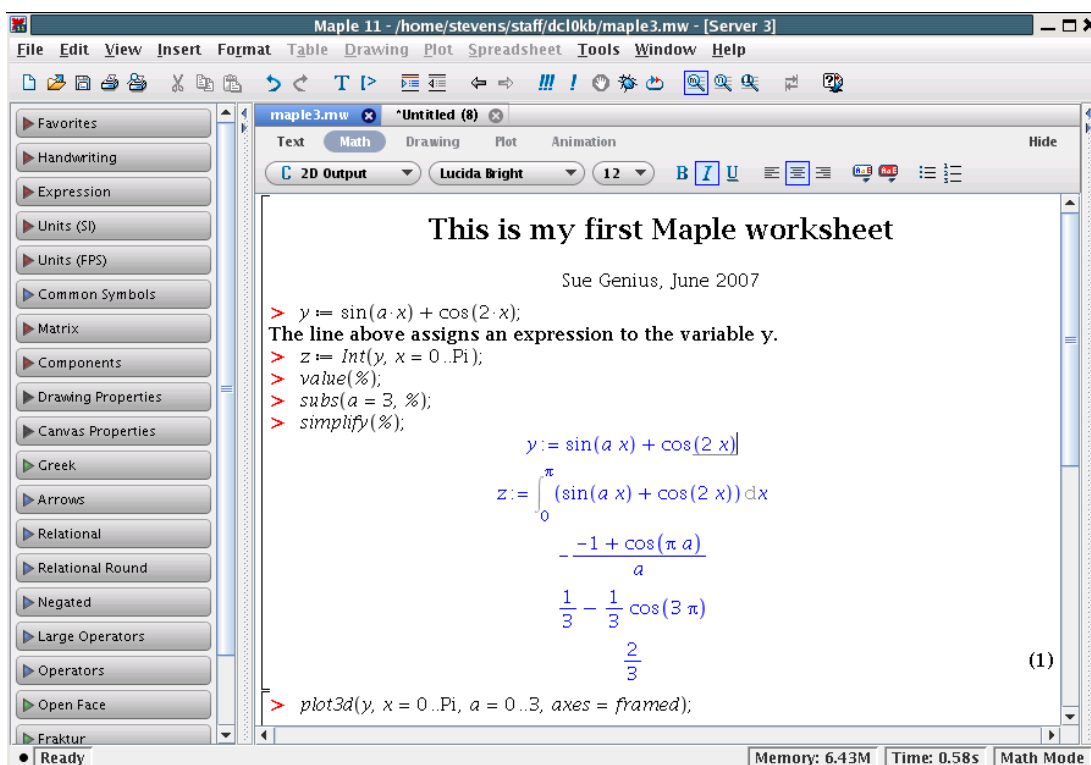 Maple 11 - /home/stevens/staff/dcl0kb/maple3.mw - [Server 3]
File Edit View Insert Format Table Drawing Plot Spreadsheet Tools Window Help
maple3.mw *Untitled (8)
Text Math Drawing Plot Animation Hide
C 2D Output Lucida Bright 12 B I U
Favorites
Handwriting
Expression
Units (SI)
Units (FPS)
Common Symbols
Matrix
Components
Drawing Properties
Canvas Properties
Greek
Arrows
Relational
Relational Round
Negated
Large Operators
Operators
Open Face
Fraktur
This is my first Maple worksheet
Sue Genius, June 2007
> y := sin(a·x) + cos(2·x);
The line above assigns an expression to the variable y.
> z := Int(y, x = 0..Pi);
> value(%);
> subs(a = 3, %);
> simplify(%);
y := sin(a x) + cos(2 x)
z := ∫₀^π (sin(a x) + cos(2 x)) dx
- (-1 + cos(π a)) / a
1/3 - 1/3 cos(3 π)
2/3 (1)
> plot3d(y, x = 0..Pi, a = 0..3, axes = framed);
Ready Memory: 6.43M Time: 0.58s Math Mode